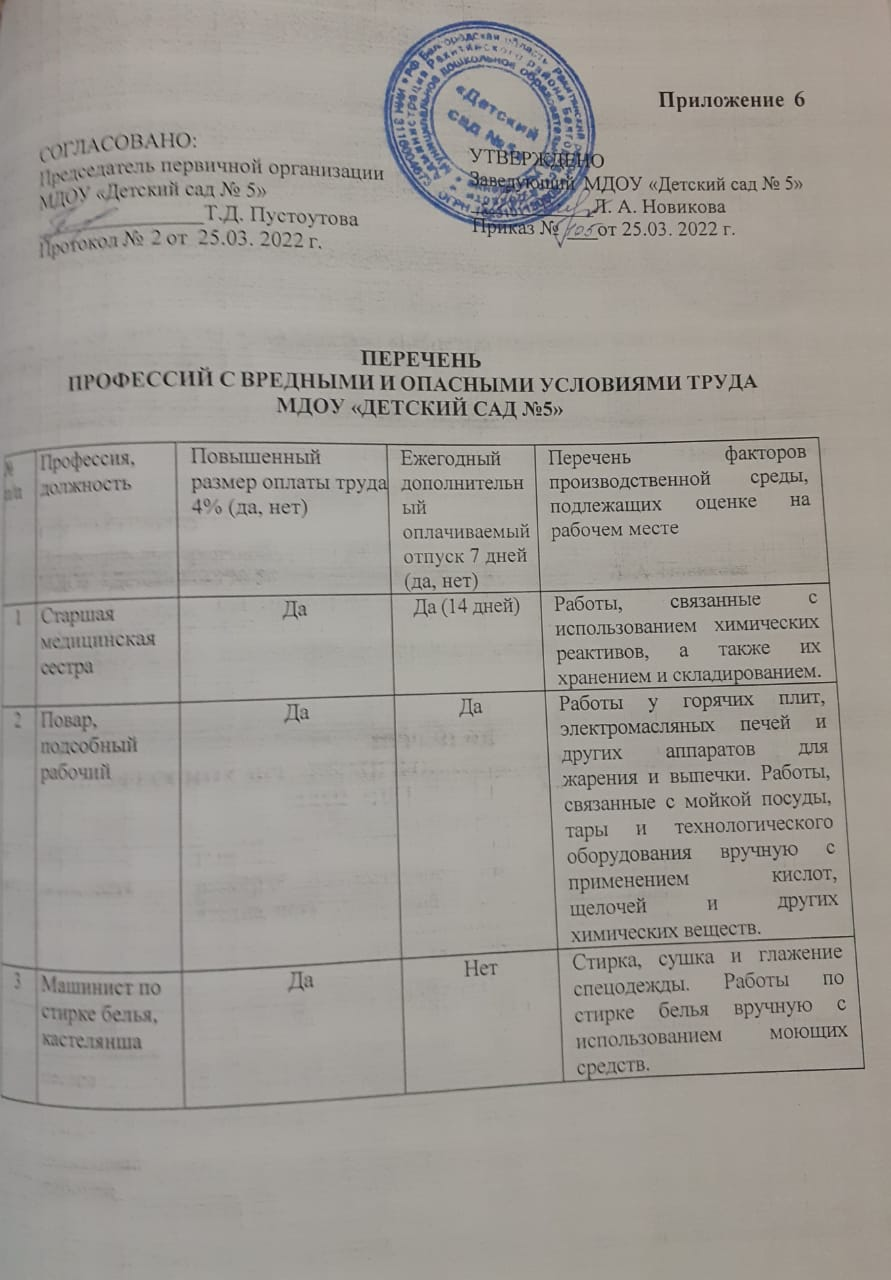 Приложение 6
СОГЛАСОВАНО:
Председатель первичной организации
МДОУ «Детский сад № 5»
Т.Д. Пустоутова
Протокол № 2 от 25.03. 2022 г.
«Детский
сад № 5»
УТВЕРЖДЕНО
Заведующий МДОУ «Детский сад № 5»
Л. А. Новикова
Приказ № 105 от 25.03. 2022 г.
ПЕРЕЧЕНЬ
ПРОФЕССИЙ С ВРЕДНЫМИ И ОПАСНЫМИ УСЛОВИЯМИ ТРУДА
МДОУ «ДЕТСКИЙ САД №5»
№
п/п
Профессия,
должность
Повышенный
размер оплаты труда
4% (да, нет)
Ежегодный
дополнительн
ый
оплачиваемый
отпуск 7 дней
(да, нет)
Перечень факторов
производственной среды,
подлежащих оценке на
рабочем месте
1
Старшая
медицинская
сестра
Да
Да (14 дней)
Работы, связанные с
использованием химических
реактивов, а также их
хранением и складированием.
2
Повар,
подсобный
рабочий
Да
Да
Работы у горячих плит,
электромасляных печей и
других аппаратов для
жарения и выпечки. Работы,
связанные с мойкой посуды,
тары и технологического
оборудования вручную с
применением кислот,
щелочей и других
химических веществ.
3
Машинист по
стирке белья,
кастелянша
Да
Нет
Стирка, сушка и глажение
спецодежды. Работы по
стирке белья вручную с
использованием моющих
средств.